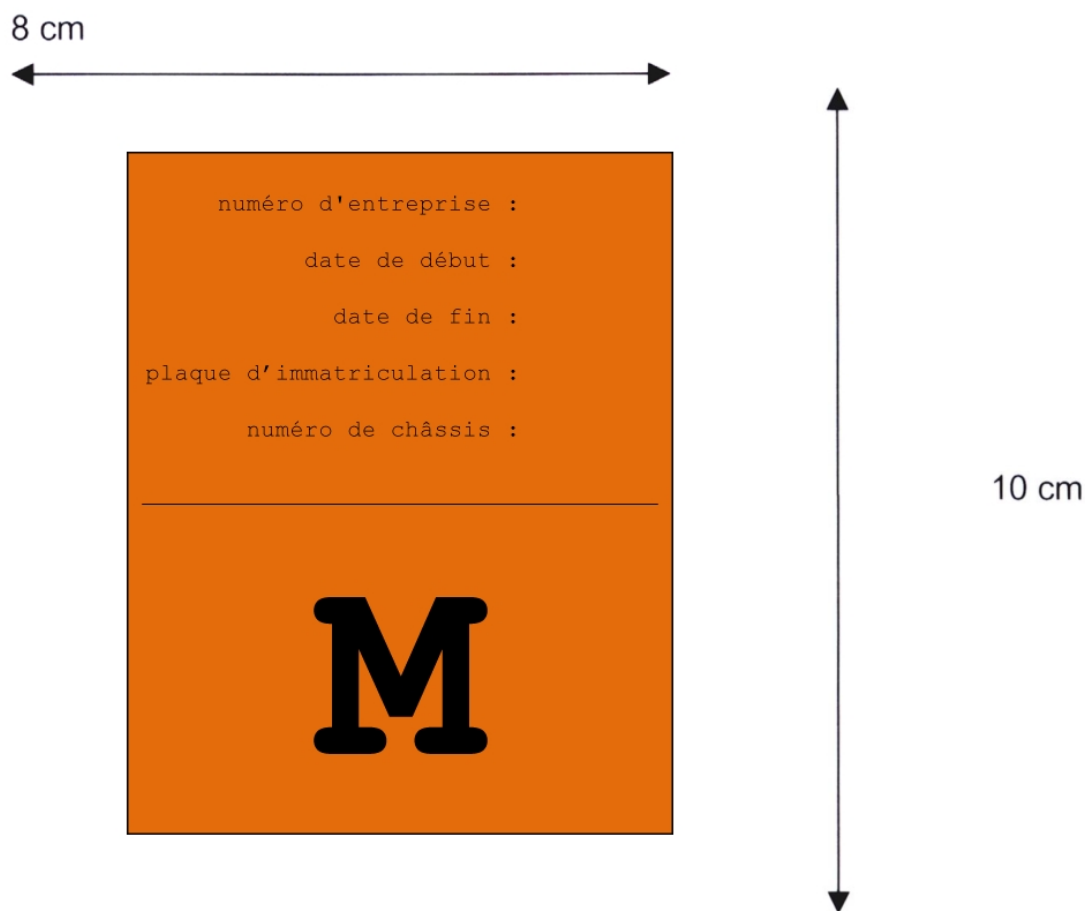 8 cm
numéro d'entreprise :
date de début :
date de fin :
plaque d’immatriculation :
numéro de châssis :
10 cm
M